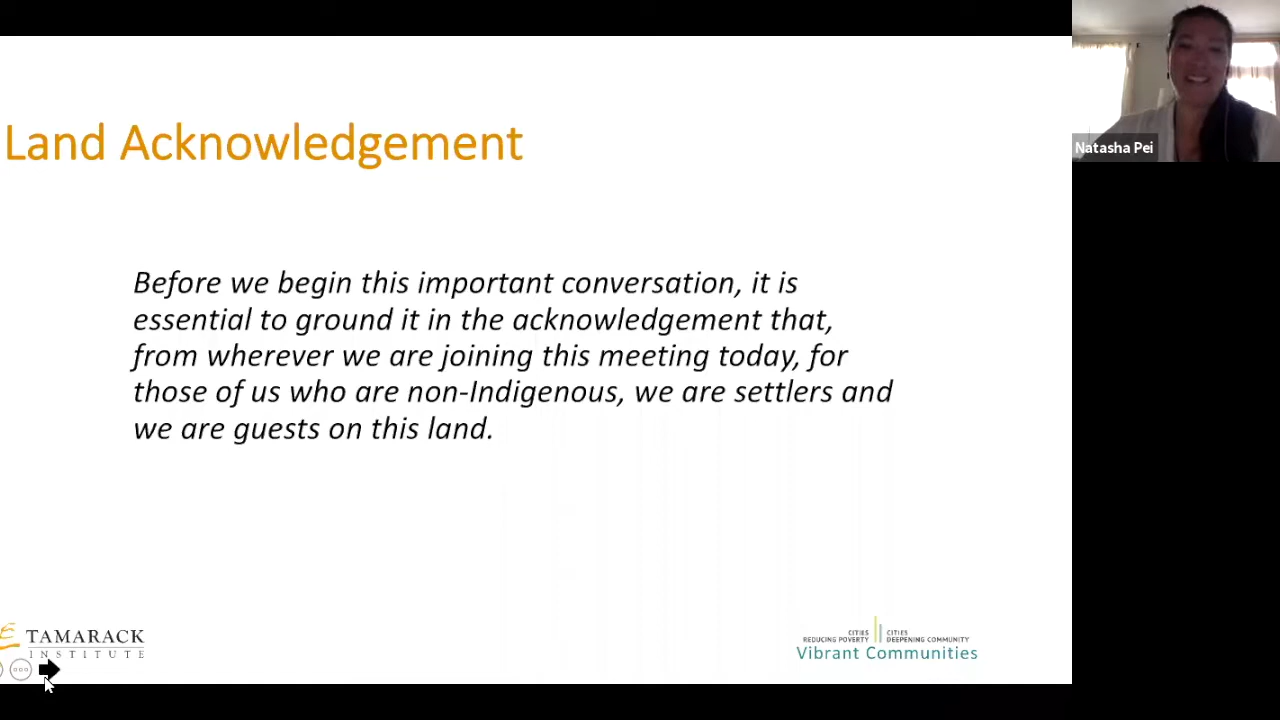 Land Acknowledgement
Natasha Pei
Before we begin this important conversation, it is
essential to ground it in the acknowledgement that,
from wherever we are joining this meeting today, for
those of us who are non-Indigenous, we are settlers and
we are guests on this land.
TAMARACK
INSTITUTE
CITIES
REDUCING POVERTY
CITIES
DEEPENING COMMUNITY
Vibrant Communities